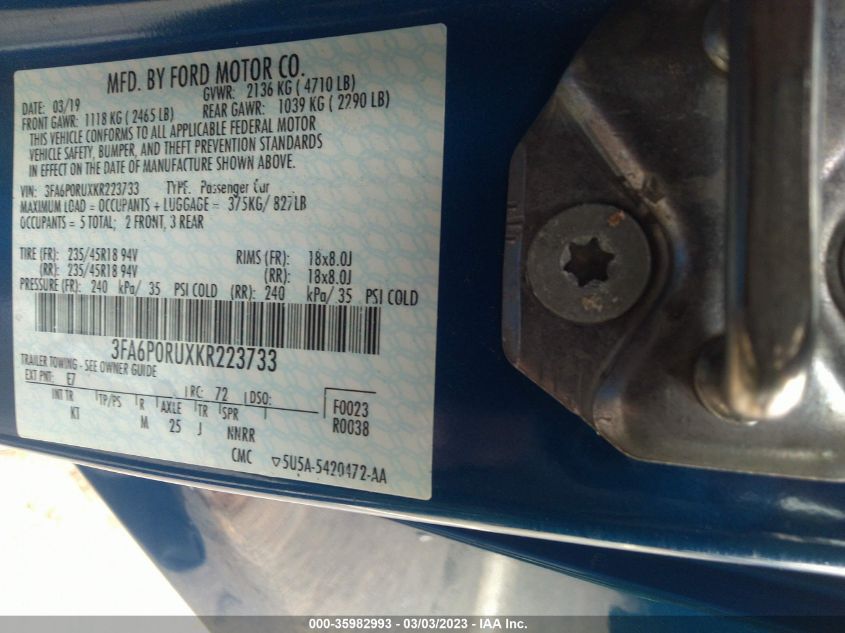 MFD. BY FORD MOTOR CO.
DATE: 03/19 GVWR: 2136 KG ( 4710 LB)
FRONT GAWR: 1118 KG ( 2465 LB) REAR GAWR: 1039 KG ( 2290 LB)
THIS VEHICLE CONFORMS TO ALL APPLICABLE FEDERAL MOTOR
VEHICLE SAFETY, BUMPER, AND THEFT PREVENTION STANDARDS
IN EFFECT ON THE DATE OF MANUFACTURE SHOWN ABOVE.
VIN: 3FA6P0RUXKR223733 TYPE: Passenger Car
MAXIMUM LOAD = OCCUPANTS + LUGGAGE = 375KG/ 827LB
OCCUPANTS = 5 TOTAL; 2 FRONT, 3 REAR
TIRE (FR): 235/45R18 94V RIMS (FR): 18x8.0J
(RR): 235/45R18 94V (RR): 18x8.0J
PRESSURE (FR): 240 kPa/ 35 PSI COLD (RR): 240 kPa/ 35 PSI COLD
3FA6P0RUXKR223733
TRAILER TOWING - SEE OWNER GUIDE
EXT PNT: E7 RC: 72 DSO:
INT TR TP/PS R AXLE TR SPR F0023
KT M 25 J NNRR R0038
CMC ▽5U5A-5420472-AA
000-35982993 — 03/03/2023 — IAA Inc.